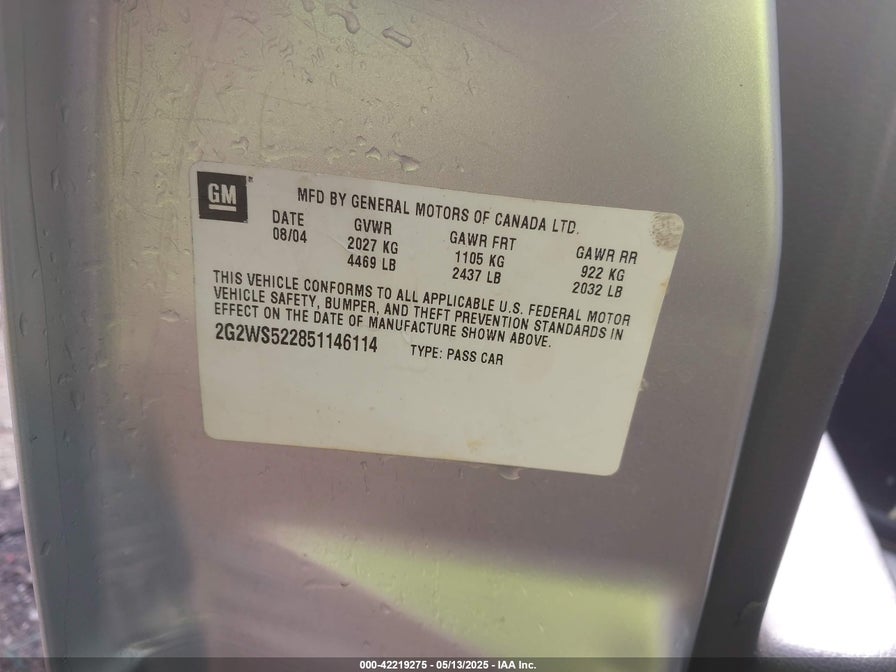 GM
MFD BY GENERAL MOTORS OF CANADA LTD.
DATE GVWR GAWR FRT GAWR RR
08/04 2027 KG 1105 KG 922 KG
4469 LB 2437 LB 2032 LB
THIS VEHICLE CONFORMS TO ALL APPLICABLE U.S. FEDERAL MOTOR
VEHICLE SAFETY, BUMPER, AND THEFT PREVENTION STANDARDS IN
EFFECT ON THE DATE OF MANUFACTURE SHOWN ABOVE.
2G2WS522851146114 TYPE: PASS CAR
000-42219275 - 05/13/2025 - IAA Inc.